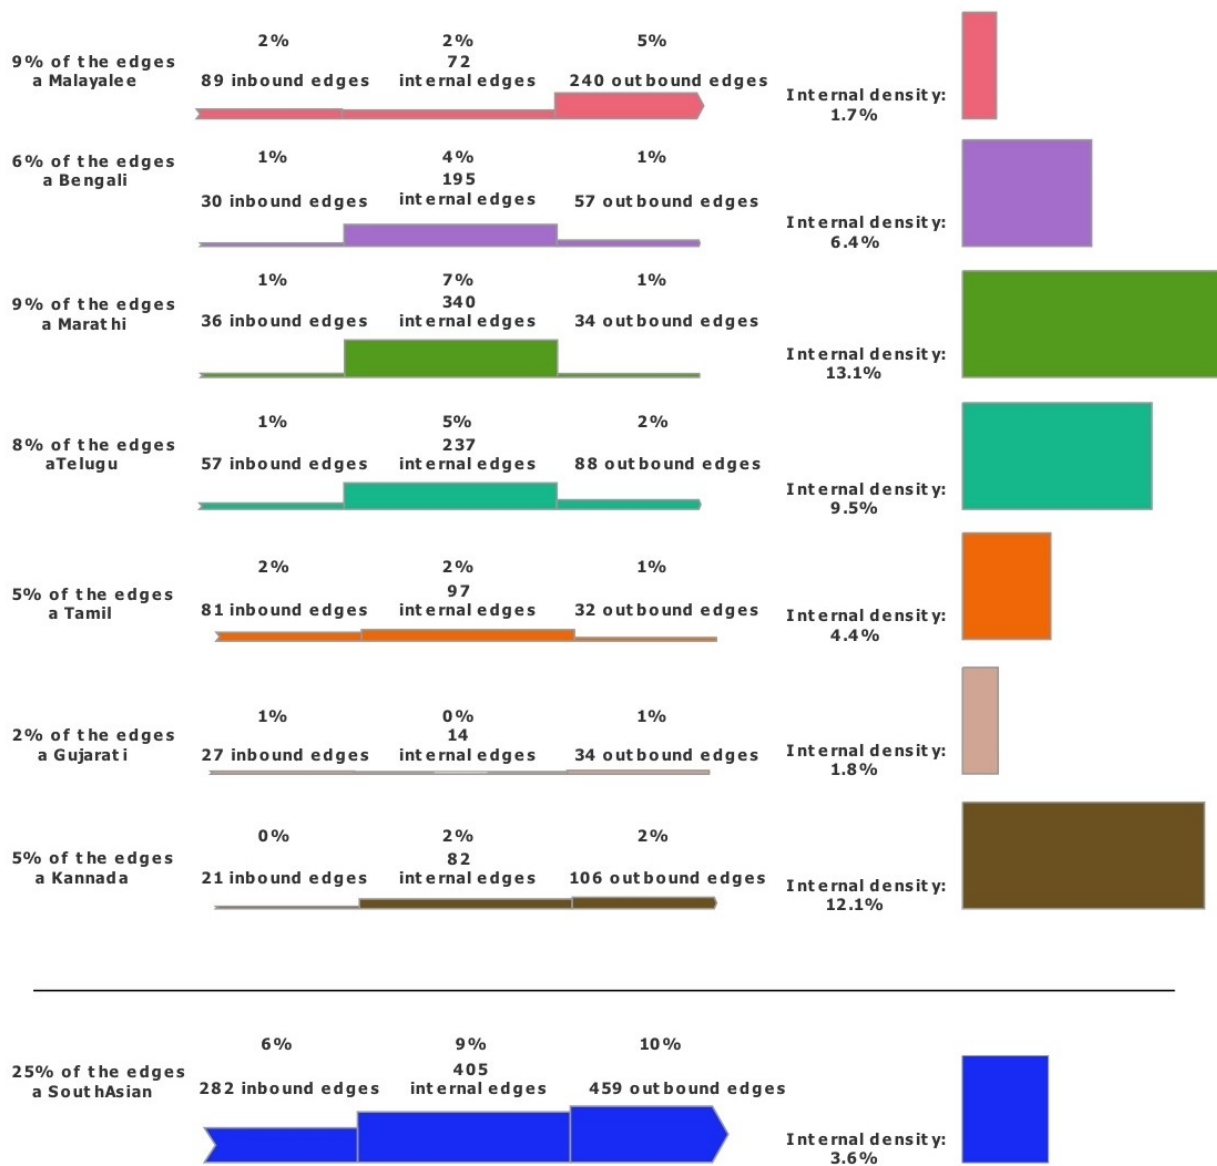 2% 2% 5%
9% of the edges 72
a Malayalee 89 inbound edges internal edges 240 outbound edges
Internal density:
1.7%
6% of the edges 1% 4% 1%
a Bengali 195
30 inbound edges internal edges 57 outbound edges
Internal density:
6.4%
1% 7% 1%
9% of the edges 340
a Marathi 36 inbound edges internal edges 34 outbound edges
Internal density:
13.1%
1% 5% 2%
8% of the edges 237
aTelugu 57 inbound edges internal edges 88 outbound edges
Internal density:
9.5%
2% 2% 1%
5% of the edges 97
a Tamil 81 inbound edges internal edges 32 outbound edges
Internal density:
4.4%
1% 0% 1%
2% of the edges 14
a Gujarati 27 inbound edges internal edges 34 outbound edges
Internal density:
1.8%
0% 2% 2%
5% of the edges 82
a Kannada 21 inbound edges internal edges 106 outbound edges
Internal density:
12.1%
6% 9% 10%
25% of the edges 405
a SouthAsian 282 inbound edges internal edges 459 outbound edges
Internal density:
3.6%